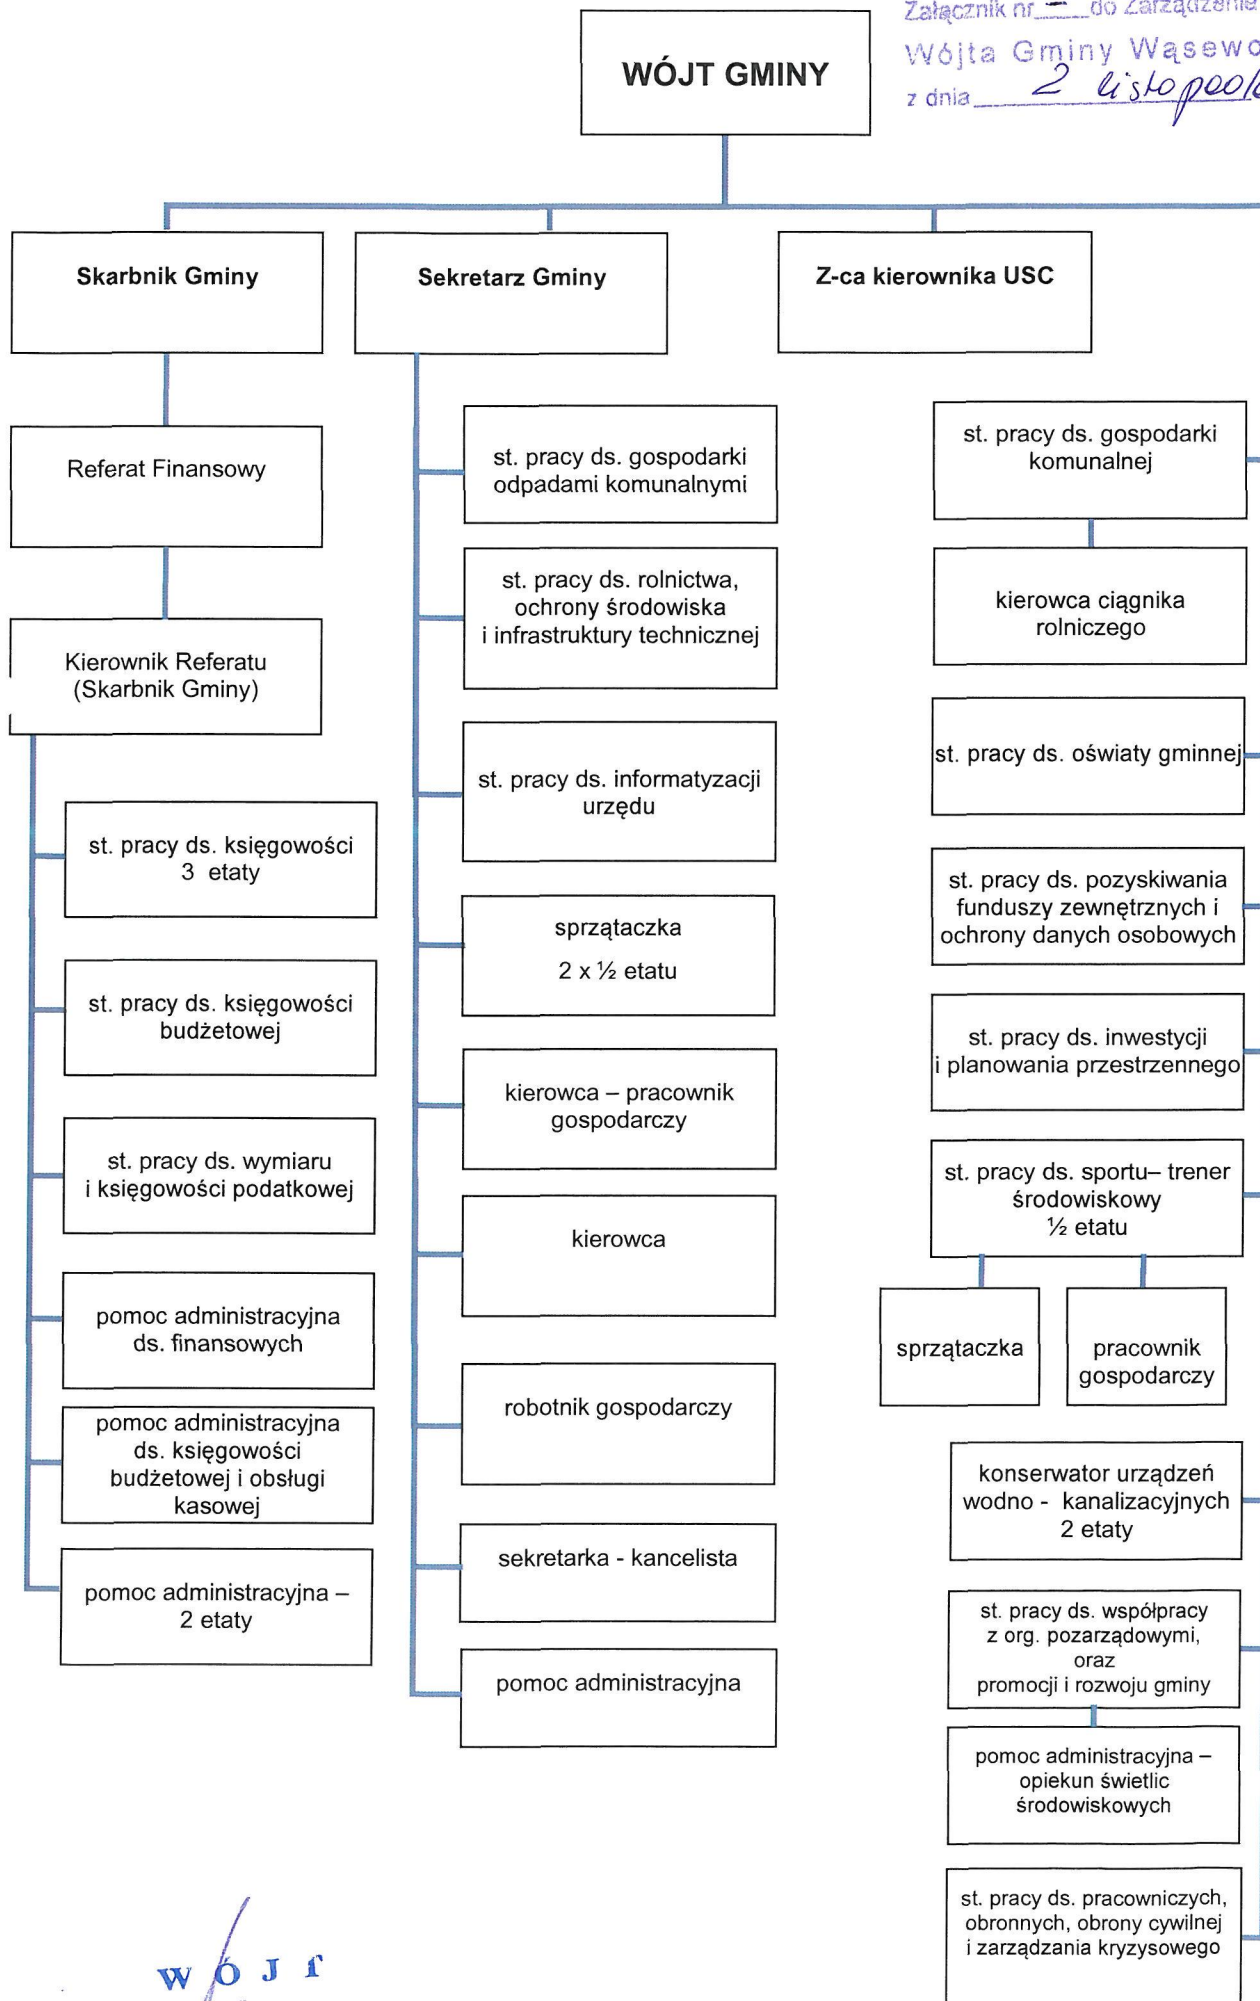 Załącznik nr do Zarządzenie
Wójta Gminy Wąsewo
z dnia 2 listopada
WÓJT GMINY
Skarbnik Gminy
Sekretarz Gminy
Z-ca kierownika USC
Referat Finansowy
Kierownik Referatu
(Skarbnik Gminy)
st. pracy ds. księgowości
3 etaty
st. pracy ds. księgowości
budżetowej
st. pracy ds. wymiaru
i księgowości podatkowej
pomoc administracyjna
ds. finansowych
pomoc administracyjna
ds. księgowości
budżetowej i obsługi
kasowej
pomoc administracyjna –
2 etaty
st. pracy ds. gospodarki
odpadami komunalnymi
st. pracy ds. rolnictwa,
ochrony środowiska
i infrastruktury technicznej
st. pracy ds. informatyzacji
urzędu
sprzątaczka
2 x ½ etatu
kierowca – pracownik
gospodarczy
kierowca
robotnik gospodarczy
sekretarka - kancelista
pomoc administracyjna
st. pracy ds. gospodarki
komunalnej
kierowca ciągnika
rolniczego
st. pracy ds. oświaty gminnej
st. pracy ds. pozyskiwania
funduszy zewnętrznych i
ochrony danych osobowych
st. pracy ds. inwestycji
i planowania przestrzennego
st. pracy ds. sportu– trener
środowiskowy
½ etatu
sprzątaczka
pracownik
gospodarczy
konserwator urządzeń
wodno - kanalizacyjnych
2 etaty
st. pracy ds. współpracy
z org. pozarządowymi,
oraz
promocji i rozwoju gminy
pomoc administracyjna –
opiekun świetlic
środowiskowych
st. pracy ds. pracowniczych,
obronnych, obrony cywilnej
i zarządzania kryzysowego
WÓJT